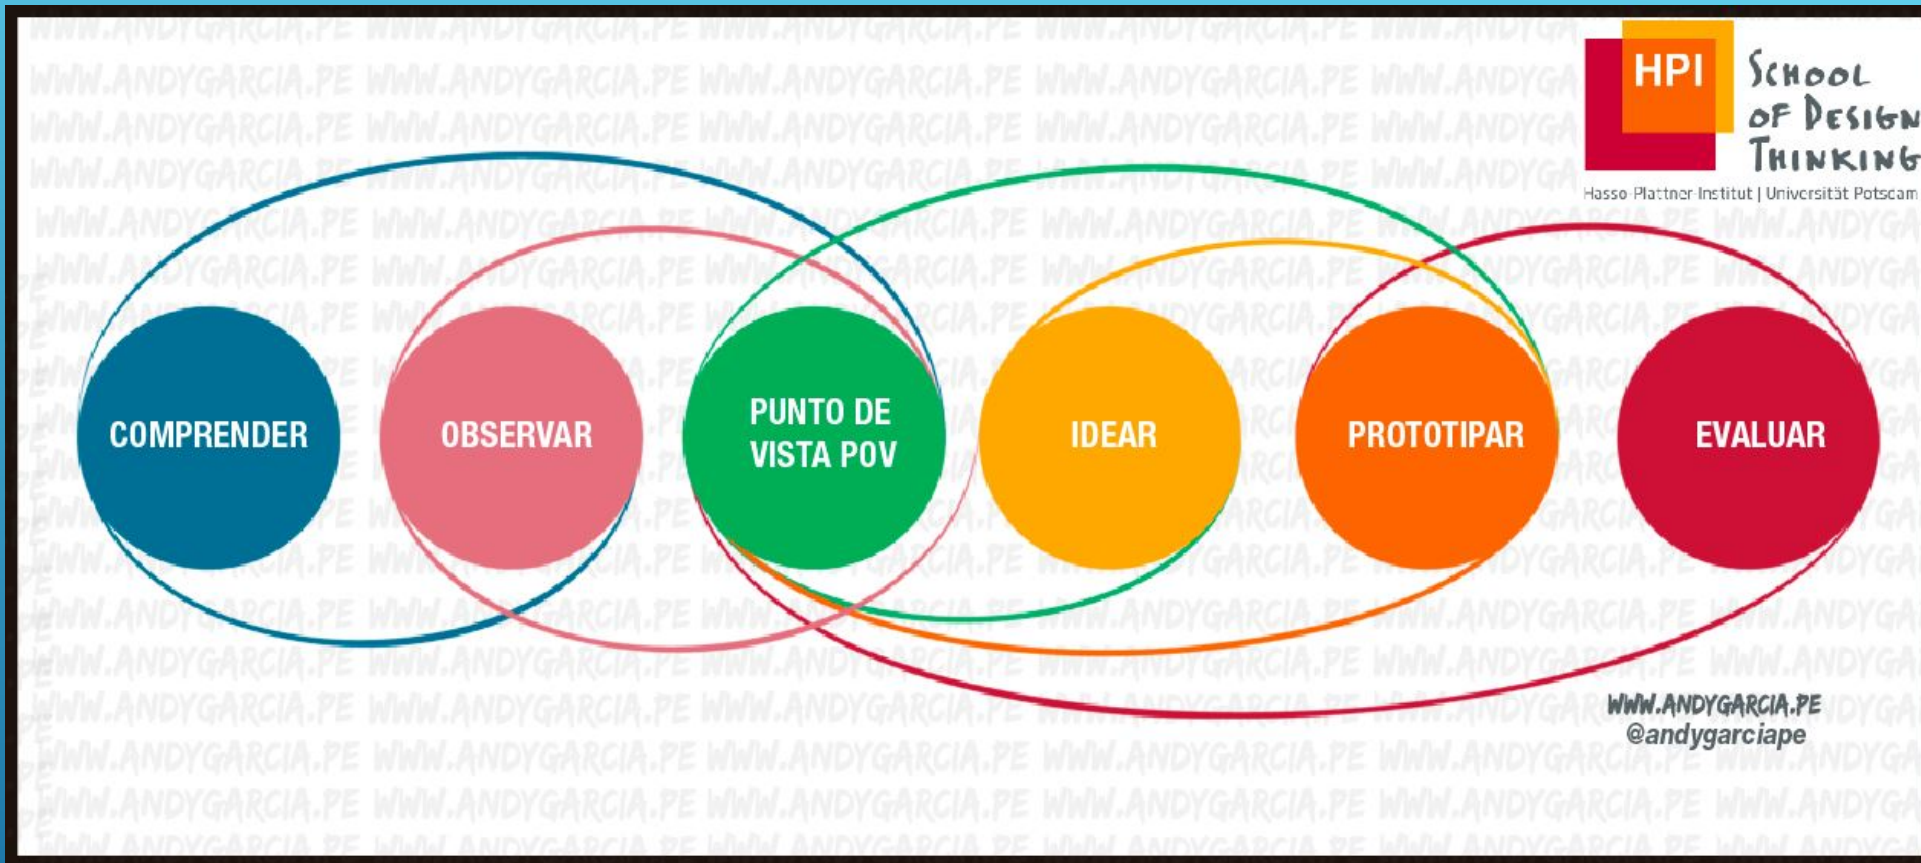 HPI
SCHOOL
OF DESIGN
THINKING
Hasso-Plattner-Institut | Universität Potsdam
COMPRENDER
OBSERVAR
PUNTO DE
VISTA POV
IDEAR
PROTOTIPAR
EVALUAR
WWW.ANDYGARCIA.PE
@andygarciape